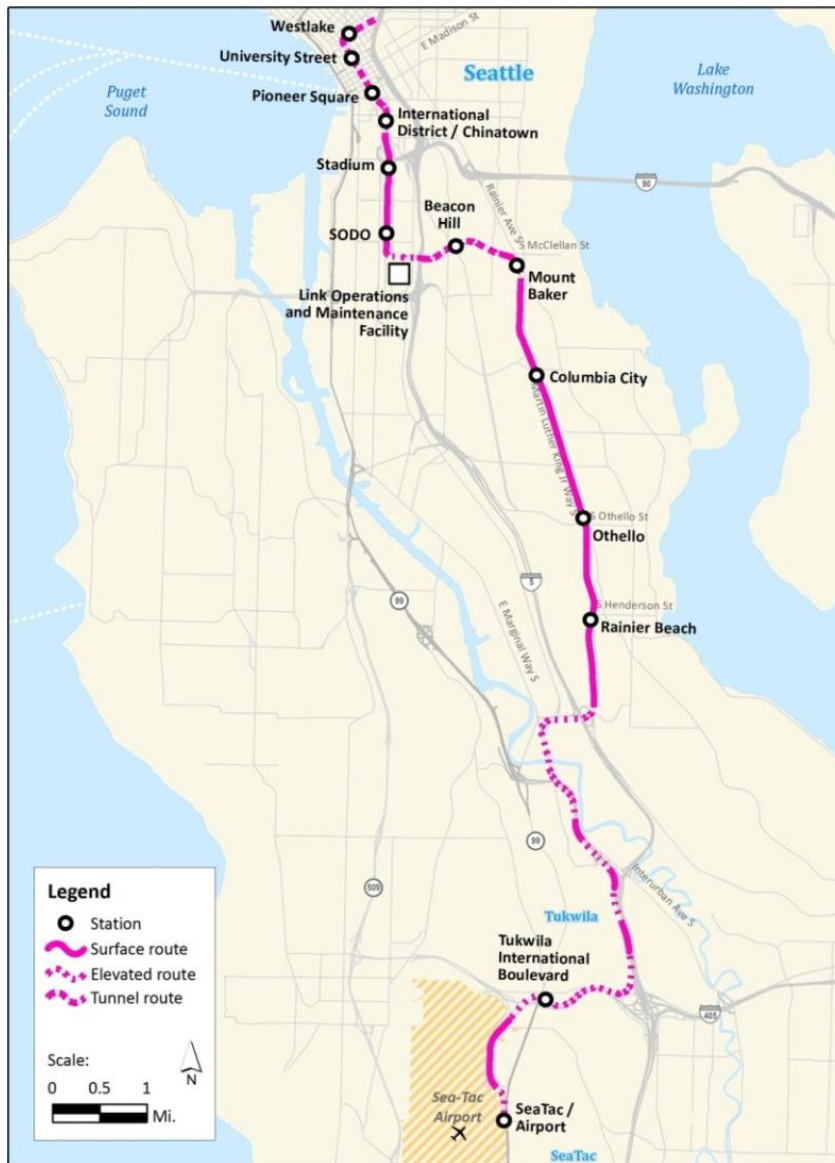 Westlake
E Madison St
University Street
Seattle
Lake
Washington
Puget
Sound
Pioneer Square
International
District / Chinatown
Stadium
90
Rainier Ave S
Beacon
Hill
SODO
S McClellan St
Mount
Baker
Link Operations
and Maintenance
Facility
Columbia City
Martin Luther King Jr Way S
S Othello St
Othello
5
99
S Henderson St
Rainier Beach
E Marginal Way S
99
509
Interurban Ave S
Tukwila
Tukwila
International
Boulevard
405
Sea-Tac
Airport
SeaTac /
Airport
SeaTac
Legend
Station
Surface route
Elevated route
Tunnel route
Scale:
N
0 0.5 1
Mi.